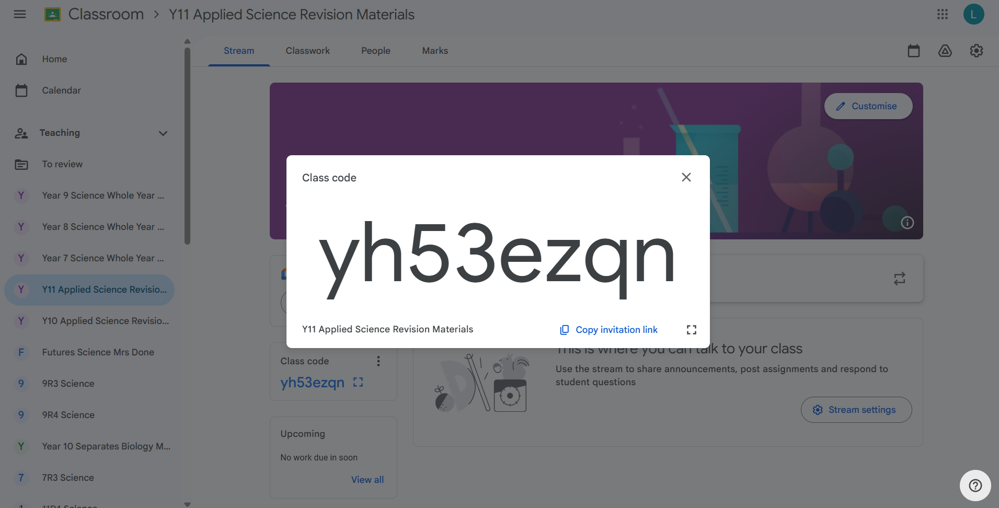 Classroom > Y11 Applied Science Revision Materials
L
Home
Calendar
Teaching
To review
Y Year 9 Science Whole Year ...
Y Year 8 Science Whole Year ...
Y Year 7 Science Whole Year ...
Y Y11 Applied Science Revisio...
Y Y10 Applied Science Revisio...
F Futures Science Mrs Done
9 9R3 Science
9 9R4 Science
Y Year 10 Separates Biology M...
7 7R3 Science
Stream Classwork People Marks
Customise
Class code
yh53ezqn
Y11 Applied Science Revision Materials
Copy invitation link
Class code
yh53ezqn
Upcoming
No work due in soon
View all
This is where you can talk to your class
Use the stream to share announcements, post assignments and respond to
student questions
Stream settings